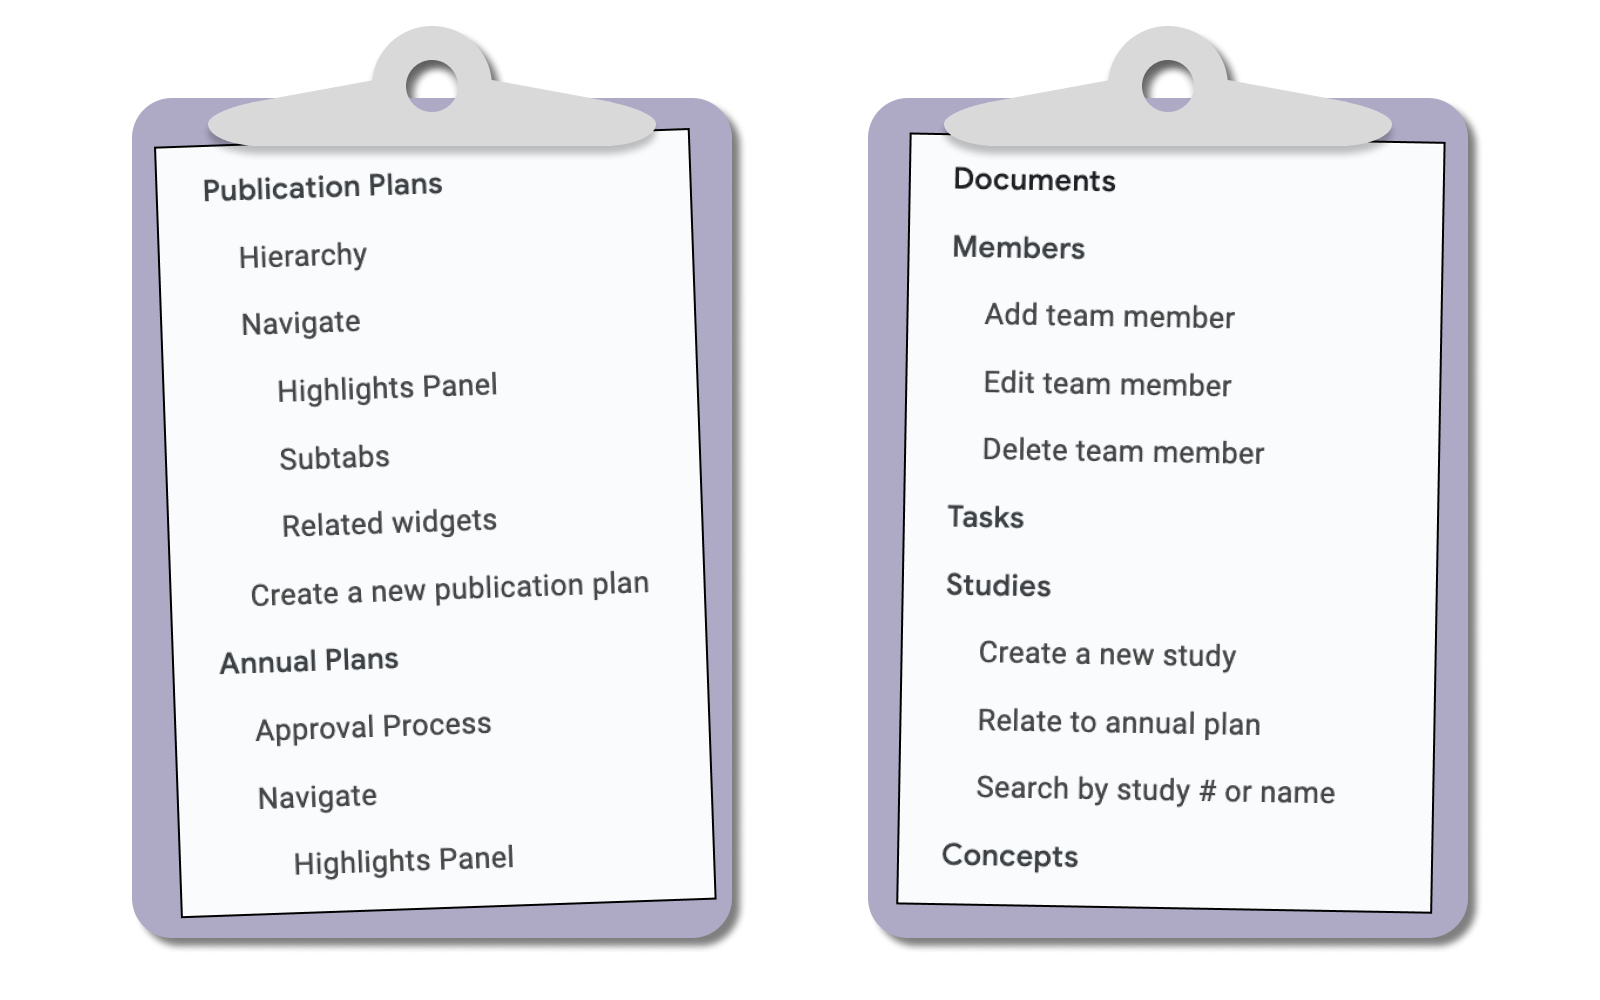 Publication Plans
Hierarchy
Navigate
Highlights Panel
Subtabs
Related widgets
Create a new publication plan
Annual Plans
Approval Process
Navigate
Highlights Panel
Documents
Members
Add team member
Edit team member
Delete team member
Tasks
Studies
Create a new study
Relate to annual plan
Search by study # or name
Concepts